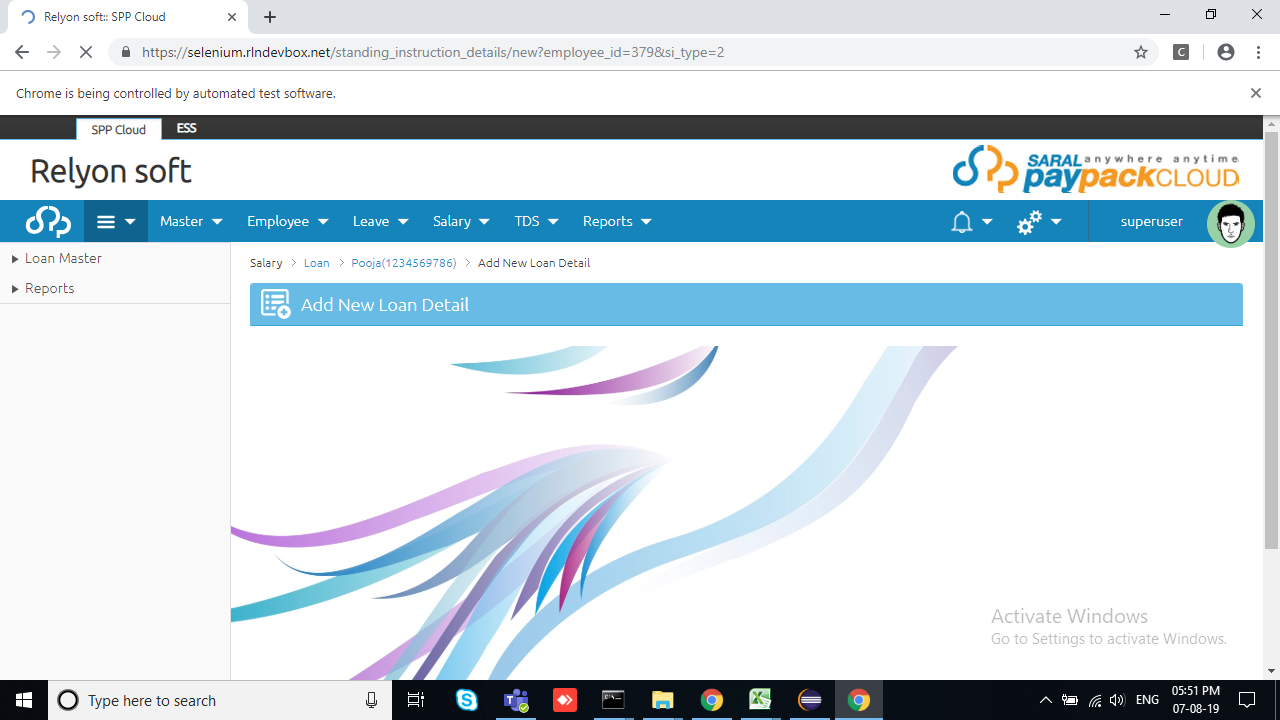 Relyon soft:: SPP Cloud
https://selenium.rlndevbox.net/standing_instruction_details/new?employee_id=379&si_type=2
C
Chrome is being controlled by automated test software.
SPP Cloud ESS
Relyon soft
SARAL anywhere anytime
paypackCLOUD
Master Employee Leave Salary TDS Reports superuser
Loan Master
Reports
Salary Loan Pooja(1234569786) Add New Loan Detail
Add New Loan Detail
Activate Windows
Go to Settings to activate Windows.
Type here to search
ENG
05:51 PM
07-08-19